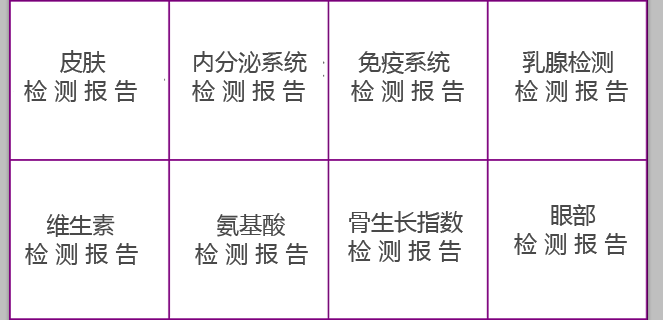 皮肤
检测报告
内分泌系统
检测报告
免疫系统
检测报告
乳腺检测
检测报告
维生素
检测报告
氨基酸
检测报告
骨生长指数
检测报告
眼部
检测报告